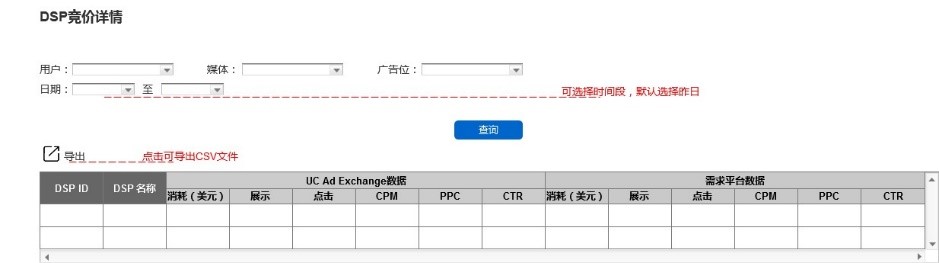 DSP竞价详情
用户： 媒体： 广告位：
日期： 至 可选择时间段，默认选择昨日
查询
导出 点击可导出CSV文件
DSP ID DSP 名称 UC Ad Exchange数据 需求平台数据
消耗（美元） 展示 点击 CPM PPC CTR 消耗（美元） 展示 点击 CPM PPC CTR